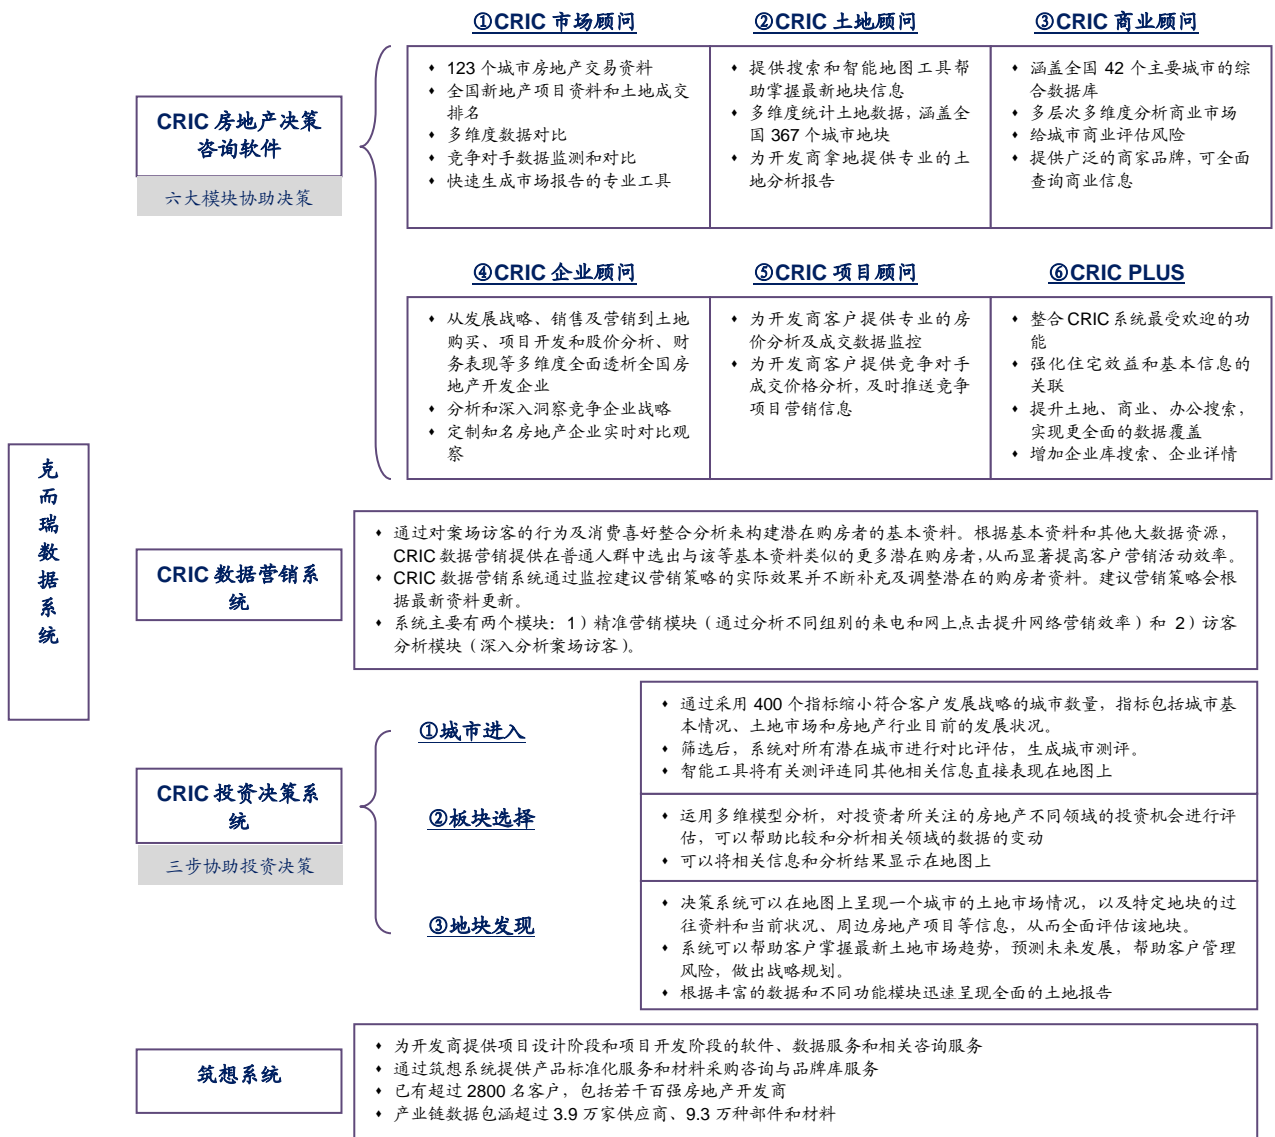 克
而
瑞
数
据
系
统
CRIC 房地产决策
咨询软件
六大模块协助决策
①CRIC 市场顾问
123 个城市房地产交易资料
全国新地产项目资料和土地成交
排名
多维度数据对比
竞争对手数据监测和对比
快速生成市场报告的专业工具
②CRIC 土地顾问
提供搜索和智能地图工具帮
助掌握最新地块信息
多维度统计土地数据，涵盖全
国 367 个城市地块
为开发商拿地提供专业的土
地分析报告
③CRIC 商业顾问
涵盖全国 42 个主要城市的综
合数据库
多层次多维度分析商业市场
给城市商业评估风险
提供广泛的商家品牌，可全面
查询商业信息
④CRIC 企业顾问
从发展战略、销售及营销到土地
购买、项目开发和股价分析、财
务表现等多维度全面透析全国房
地产开发企业
分析和深入洞察竞争企业战略
定制知名房地产企业实时对比观
察
⑤CRIC 项目顾问
为开发商客户提供专业的房
价分析及成交数据监控
为开发商客户提供竞争对手
成交价格分析，及时推送竞争
项目营销信息
⑥CRIC PLUS
整合 CRIC 系统最受欢迎的功
能
强化住宅效益和基本信息的
关联
提升土地、商业、办公搜索，
实现更全面的数据覆盖
增加企业库搜索、企业详情
CRIC 数据营销系
统
通过对案场访客的行为及消费喜好整合分析来构建潜在购房者的基本资料。根据基本资料和其他大数据资源，
CRIC 数据营销提供在普通人群中选出与该等基本资料类似的更多潜在购房者，从而显著提高客户营销活动效率。
CRIC 数据营销系统通过监控建议营销策略的实际效果并不断补充及调整潜在的购房者资料。建议营销策略会根
据最新资料更新。
系统主要有两个模块：1）精准营销模块（通过分析不同组别的来电和网上点击提升网络营销效率）和 2）访客
分析模块（深入分析案场访客）。
CRIC 投资决策系
统
三步协助投资决策
①城市进入
通过采用 400 个指标缩小符合客户发展战略的城市数量，指标包括城市基
本情况、土地市场和房地产行业目前的发展状况。
筛选后，系统对所有潜在城市进行对比评估，生成城市测评。
智能工具将有关测评连同其他相关信息直接表现在地图上
②板块选择
运用多维模型分析，对投资者所关注的房地产不同领域的投资机会进行评
估，可以帮助比较和分析相关领域的数据的变动
可以将相关信息和分析结果显示在地图上
③地块发现
决策系统可以在地图上呈现一个城市的土地市场情况，以及特定地块的过
往资料和当前状况、周边房地产项目等信息，从而全面评估该地块。
系统可以帮助客户掌握最新土地市场趋势，预测未来发展，帮助客户管理
风险，做出战略规划。
根据丰富的数据和不同功能模块迅速呈现全面的土地报告
筑想系统
为开发商提供项目设计阶段和项目开发阶段的软件、数据服务和相关咨询服务
通过筑想系统提供产品标准化服务和材料采购咨询与品牌库服务
已有超过 2800 名客户，包括若干百强房地产开发商
产业链数据包涵超过 3.9 万家供应商、9.3 万种部件和材料